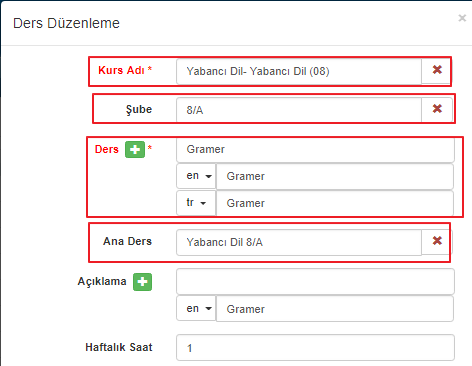 Ders Düzenleme
×
Kurs Adı * Yabancı Dil- Yabancı Dil (08) ✖
Şube 8/A ✖
Ders + * Gramer
en Gramer
tr Gramer
Ana Ders Yabancı Dil 8/A ✖
Açıklama +
en Gramer
Haftalık Saat 1